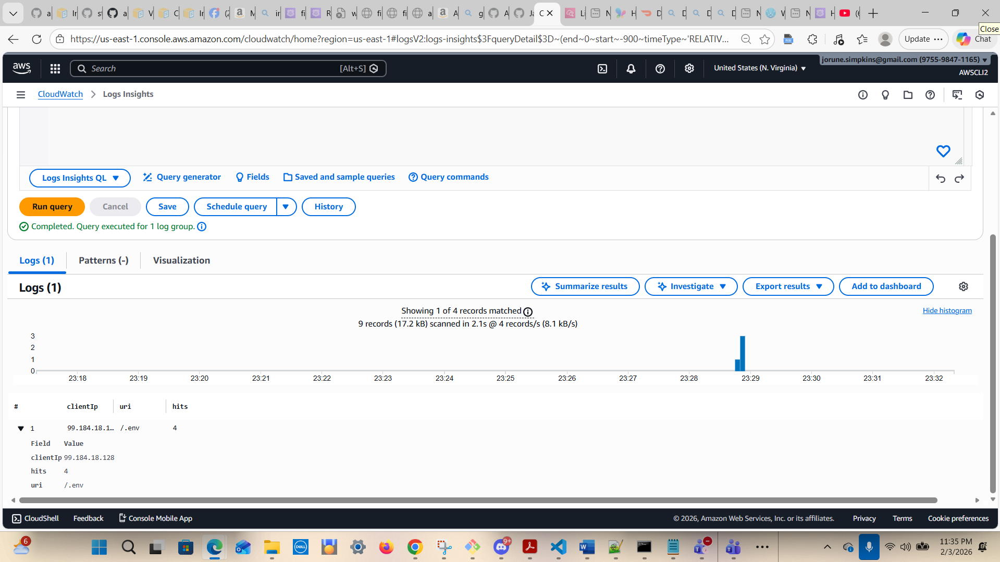 https://us-east-1.console.aws.amazon.com/cloudwatch/home?region=us-east-1#logsV2:logs-insights$3FqueryDetail$3D~(end~0~start~-900~timeType~'RELATIV...
Update
Chat
Close
aws
Search
[Alt+S]
United States (N. Virginia)
jorune.simpkins@gmail.com (9755-9847-1165)
AWSCLI2
CloudWatch
Logs Insights
Logs Insights QL
Query generator
Fields
Saved and sample queries
Query commands
Run query
Cancel
Save
Schedule query
History
Completed. Query executed for 1 log group.
Logs (1)
Patterns (-)
Visualization
Logs (1)
Summarize results
Investigate
Export results
Add to dashboard
Showing 1 of 4 records matched
Hide histogram
9 records (17.2 kB) scanned in 2.1s @ 4 records/s (8.1 kB/s)
3
2
1
0
23:18 23:19 23:20 23:21 23:22 23:23 23:24 23:25 23:26 23:27 23:28 23:29 23:30 23:31 23:32
# clientIp uri hits
1 99.184.18.1... /.env 4
Field Value
clientIp 99.184.18.128
hits 4
uri /.env
CloudShell
Feedback
Console Mobile App
© 2026, Amazon Web Services, Inc. or its affiliates.
Privacy
Terms
Cookie preferences
6
DELL
9+
11:35 PM
2/3/2026